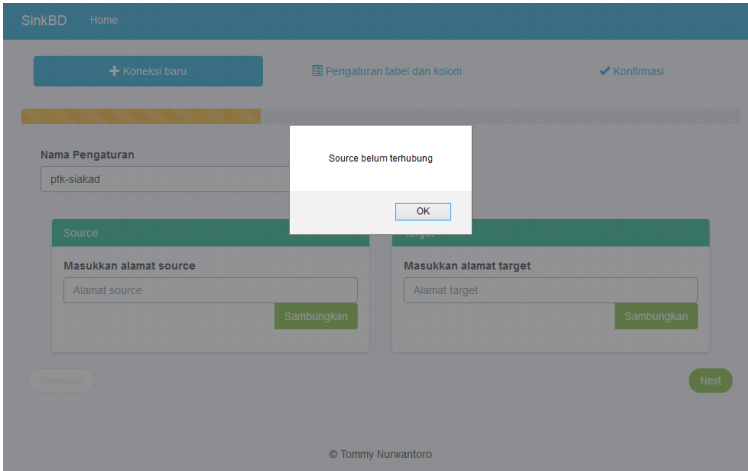 SinkBD Home
Koneksi baru Pengaturan tabel dan kolom Konfirmasi
Nama Pengaturan
ptk-siakad
Source belum terhubung
OK
Source
Masukkan alamat source
Alamat source
Sambungkan
Target
Masukkan alamat target
Alamat target
Sambungkan
Previous Next
© Tommy Nurwantoro